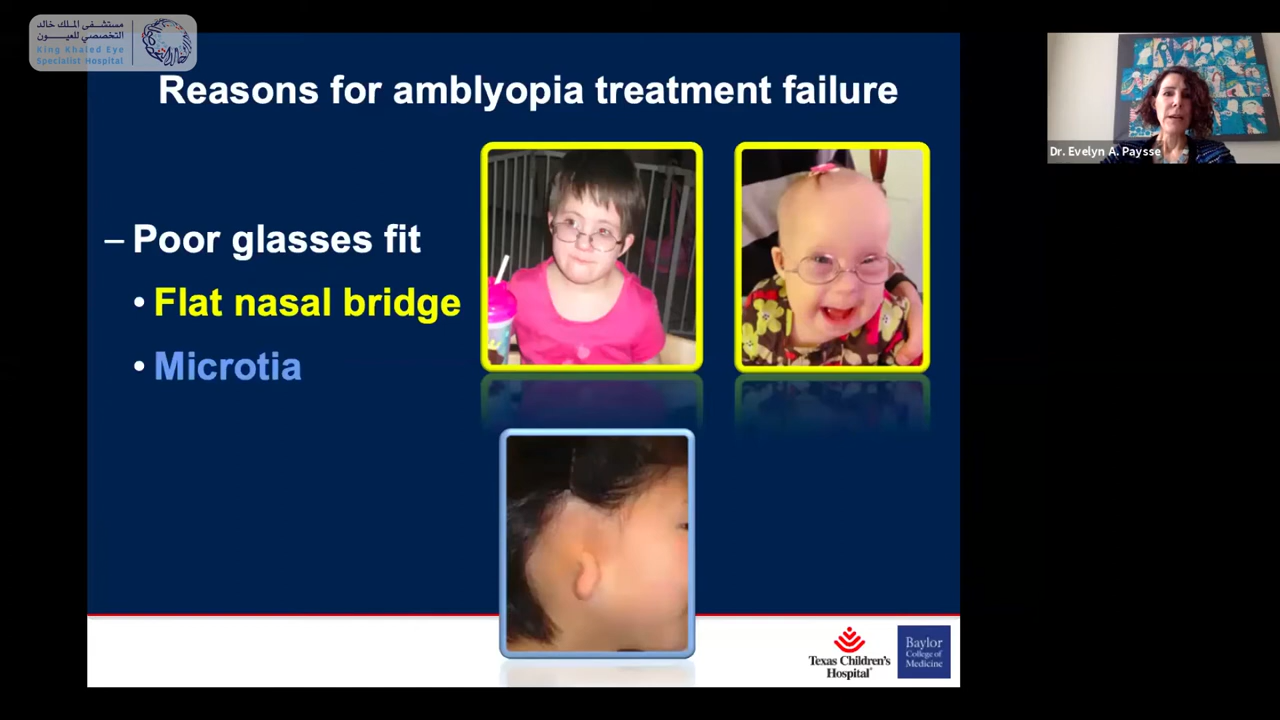 مستشفى الملك خالد
التخصصي للعيون
King Khaled Eye
Specialist Hospital
Reasons for amblyopia treatment failure
Dr. Evelyn A. Paysse
– Poor glasses fit
• Flat nasal bridge
• Microtia
Texas Children's
Hospital
Baylor
College of
Medicine